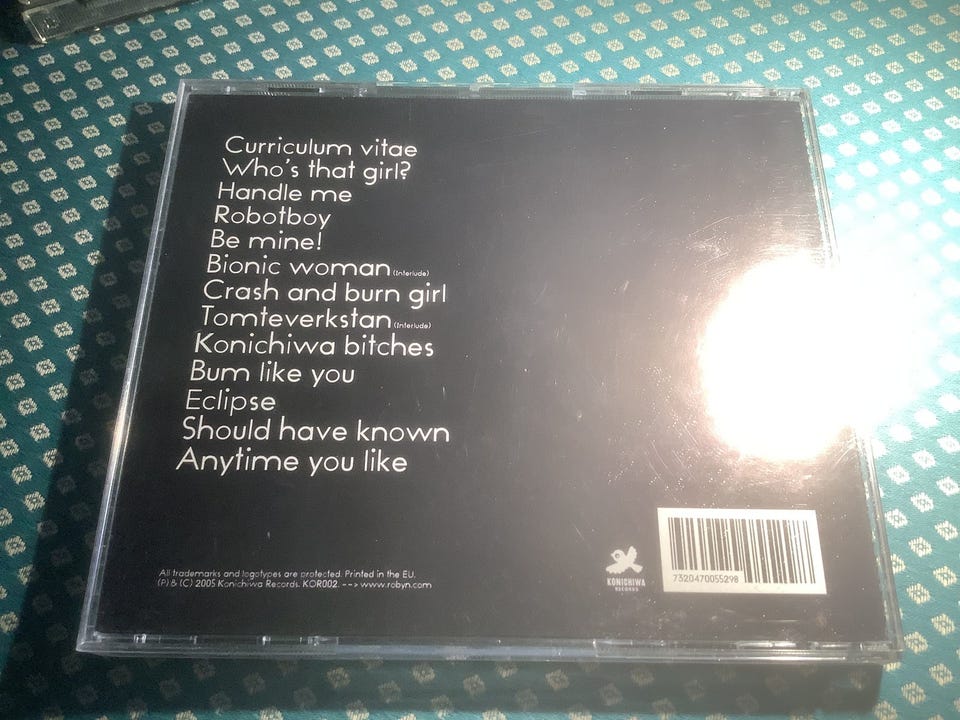 Curriculum vitae
Who's that girl?
Handle me
Robotboy
Be mine!
Bionic woman (Interlude)
Crash and burn girl
Tomteverkstan (Interlude)
Konichiwa bitches
Bum like you
Eclipse
Should have known
Anytime you like
All trademarks and logotypes are protected. Printed in the EU.
(P) & (C) 2005 Konichiwa Records. KOR002. --> www.robyn.com
KONICHIWA
RECORDS
7320470055298